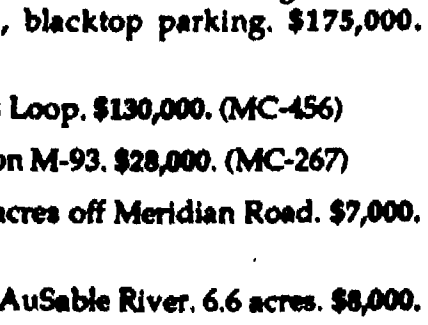 , blacktop parking. $175,000.
Loop. $130,000. (MC-456)
on M-93. $28,000. (MC-267)
acres off Meridian Road. $7,000.
AuSable River. 6.6 acres. $8,000.